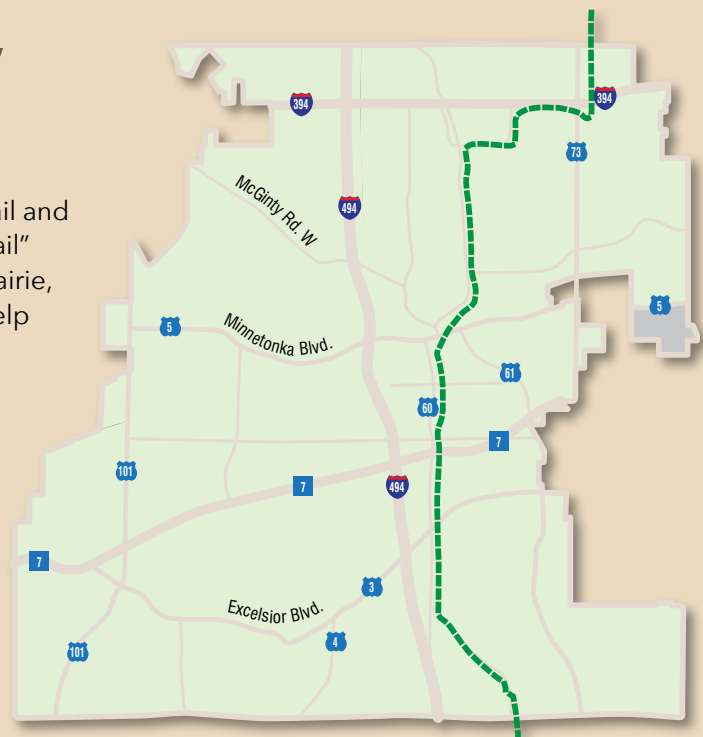 ail and
ail”
airie,
elp
394
394
73
McGinty Rd. W
494
5
5
Minnetonka Blvd.
61
60
7
101
7
494
7
3
Excelsior Blvd.
4
101